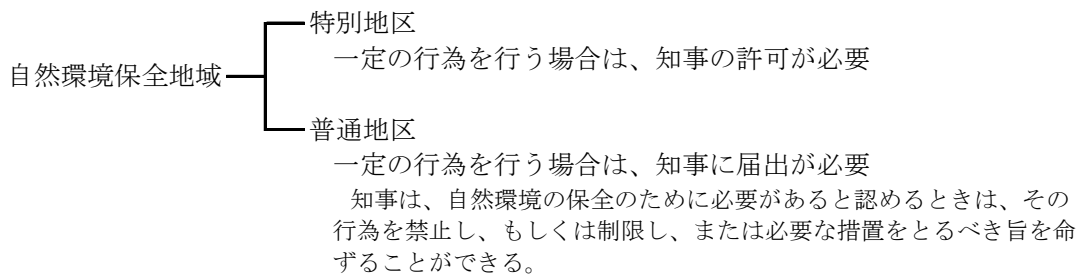 特別地区
一定の行為を行う場合は、知事の許可が必要
自然環境保全地域
普通地区
一定の行為を行う場合は、知事に届出が必要
知事は、自然環境の保全のために必要があると認めるときは、その
行為を禁止し、もしくは制限し、または必要な措置をとるべき旨を命
ずることができる。